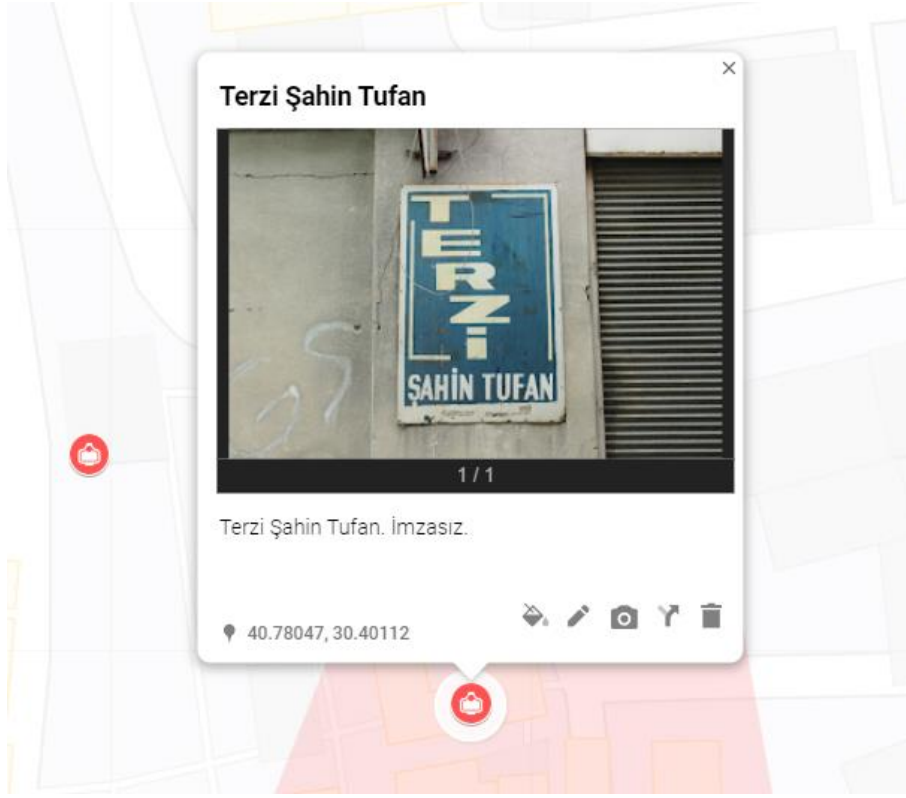 Terzi Şahin Tufan
TERZİ
ŞAHİN TUFAN
1 / 1
Terzi Şahin Tufan. İmzasız.
40.78047, 30.40112